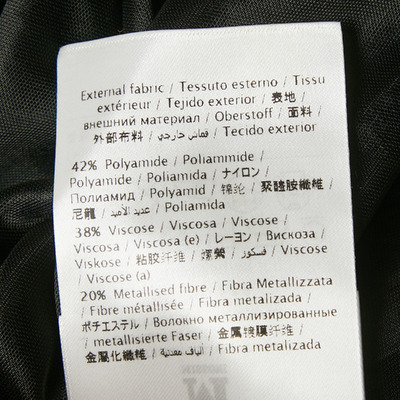 External fabric / Tessuto esterno / Tissu
extérieur / Tejido exterior / 表地 /
внешний материал / Oberstoff / 面料 /
外部布料 / قماش خارجي / Tecido exterior
42% Polyamide / Poliammide /
Polyamide / Poliamida / ナイロン /
Полиамид / Polyamid / 锦纶 / 聚醯胺纖維 /
尼龍 / عديد الأميد / Poliamida
38% Viscose / Viscosa / Viscose /
Viscosa / Viscosa (e) / レーヨン / Вискоза /
Viskose / 粘胶纤维 / 嫘縈 / فسكوز /
Viscosa (a)
20% Metallised fibre / Fibra Metallizzata
/ Fibre métallisée / Fibra metalizada /
ポチエステル / Волокно металлизированные
/ metallisierte Faser / 金属镀膜纤维 /
金屬化纖維 / ألياف معدنية / Fibra metalizada